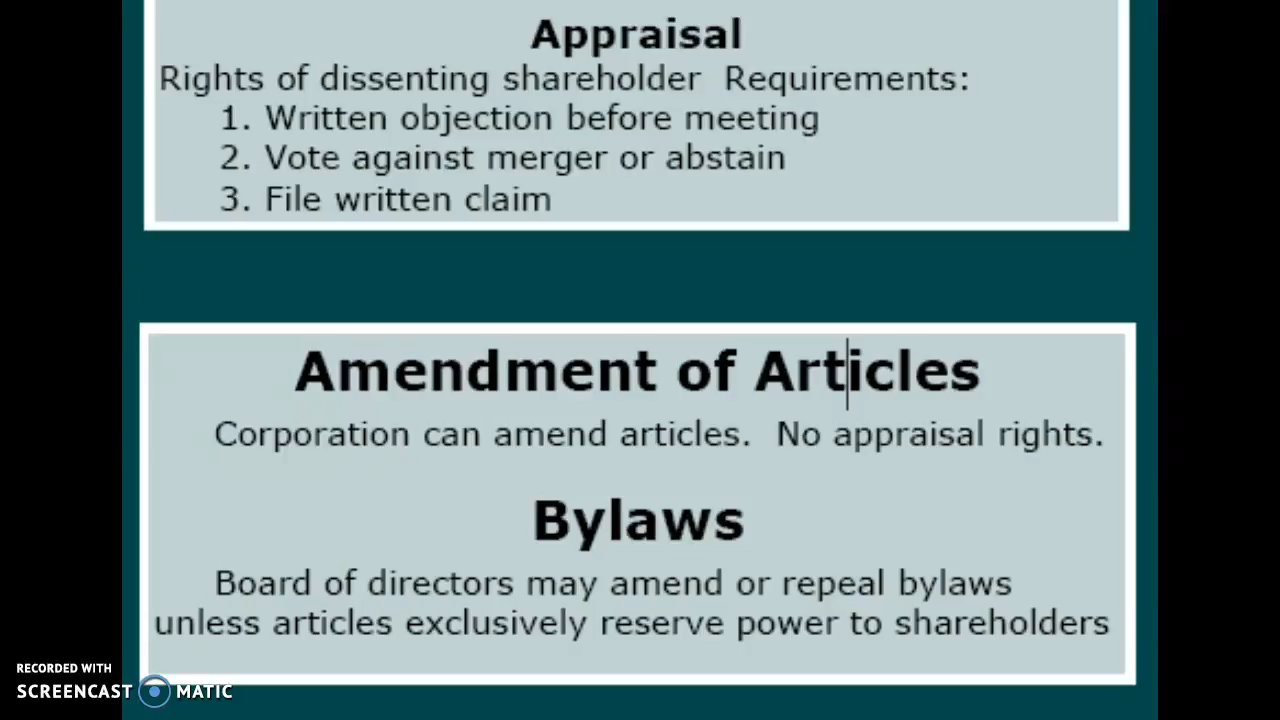 Appraisal
Rights of dissenting shareholder  Requirements:
1. Written objection before meeting
2. Vote against merger or abstain
3. File written claim
Amendment of Articles
Corporation can amend articles.  No appraisal rights.
Bylaws
Board of directors may amend or repeal bylaws
unless articles exclusively reserve power to shareholders
RECORDED WITH
SCREENCAST MATIC